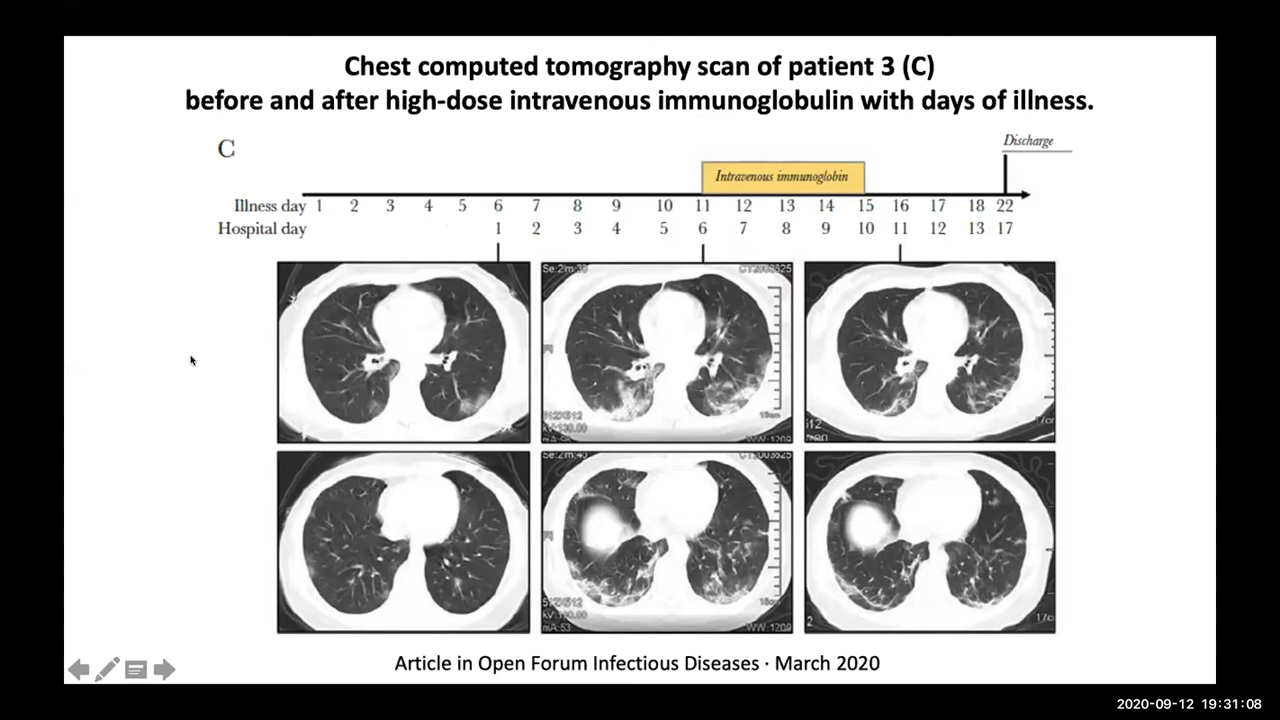 Chest computed tomography scan of patient 3 (C)
before and after high-dose intravenous immunoglobulin with days of illness.
C
Discharge
Intravenous immunoglobin
Illness day 1 2 3 4 5 6 7 8 9 10 11 12 13 14 15 16 17 18 22
Hospital day 1 2 3 4 5 6 7 8 9 10 11 12 13 17
Article in Open Forum Infectious Diseases · March 2020
2020-09-12 19:31:08